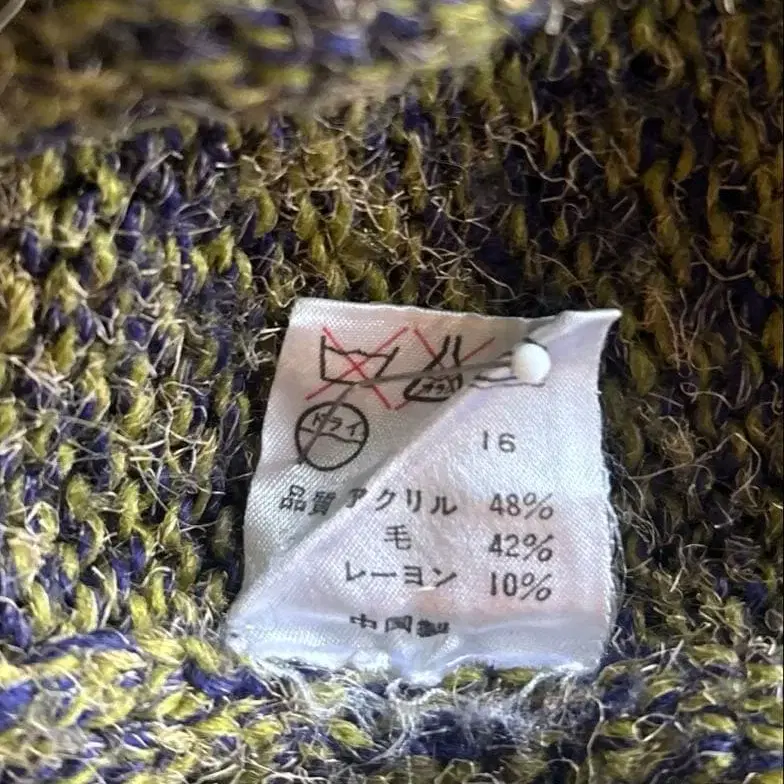 ドライ
16
品質 アクリル 48%
毛 42%
レーヨン 10%
中国製